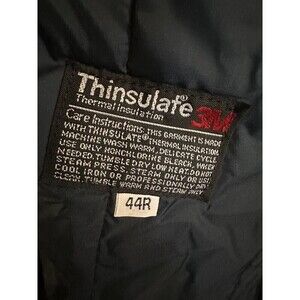 Thinsulate® 3M
Thermal insulation
Care Instructions: THIS GARMENT IS MADE
WITH THINSULATE® THERMAL INSULATION
MACHINE WASH WARM, DELICATE CYCLE
USE ONLY NONCHLORINE BLEACH, WHEN
NEEDED. TUMBLE DRY LOW HEAT. DO NOT
STEAM PRESS. STEAM ONLY OR USE
COOL IRON OR PROFESSIONALLY DRY
CLEAN. TUMBLE WARM AND STEAM ONLY
44R